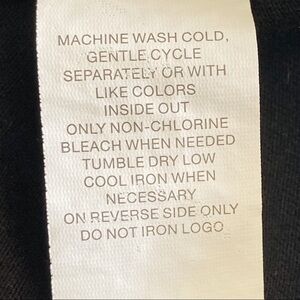 MACHINE WASH COLD,
GENTLE CYCLE
SEPARATELY OR WITH
LIKE COLORS
INSIDE OUT
ONLY NON-CHLORINE
BLEACH WHEN NEEDED
TUMBLE DRY LOW
COOL IRON WHEN
NECESSARY
ON REVERSE SIDE ONLY
DO NOT IRON LOGO